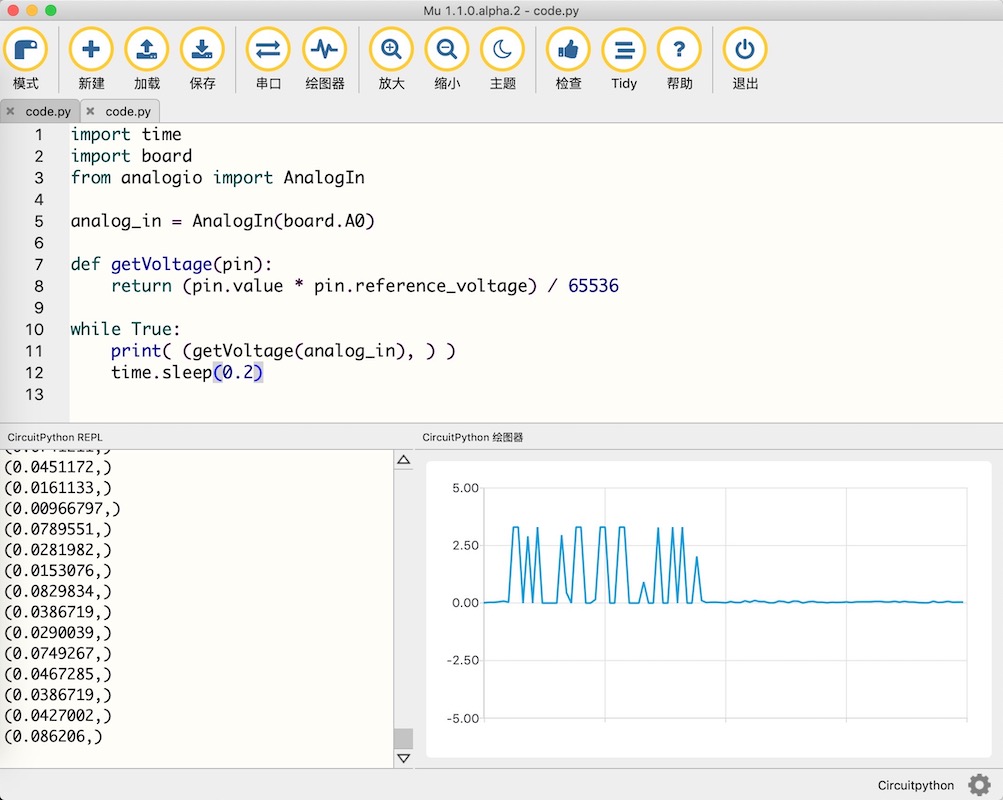 Mu 1.1.0.alpha.2 - code.py
模式 新建 加载 保存 串口 绘图器 放大 缩小 主题 检查 Tidy 帮助 退出
code.py code.py
1 import time
2 import board
3 from analogio import AnalogIn
4
5 analog_in = AnalogIn(board.A0)
6
7 def getVoltage(pin):
8 return (pin.value * pin.reference_voltage) / 65536
9
10 while True:
11 print( (getVoltage(analog_in), ) )
12 time.sleep(0.2)
13
CircuitPython REPL
(0.0451172,)
(0.0161133,)
(0.00966797,)
(0.0789551,)
(0.0281982,)
(0.0153076,)
(0.0829834,)
(0.0386719,)
(0.0290039,)
(0.0749267,)
(0.0467285,)
(0.0386719,)
(0.0427002,)
(0.086206,)
CircuitPython 绘图器
5.00
2.50
0.00
-2.50
-5.00
Circuitpython